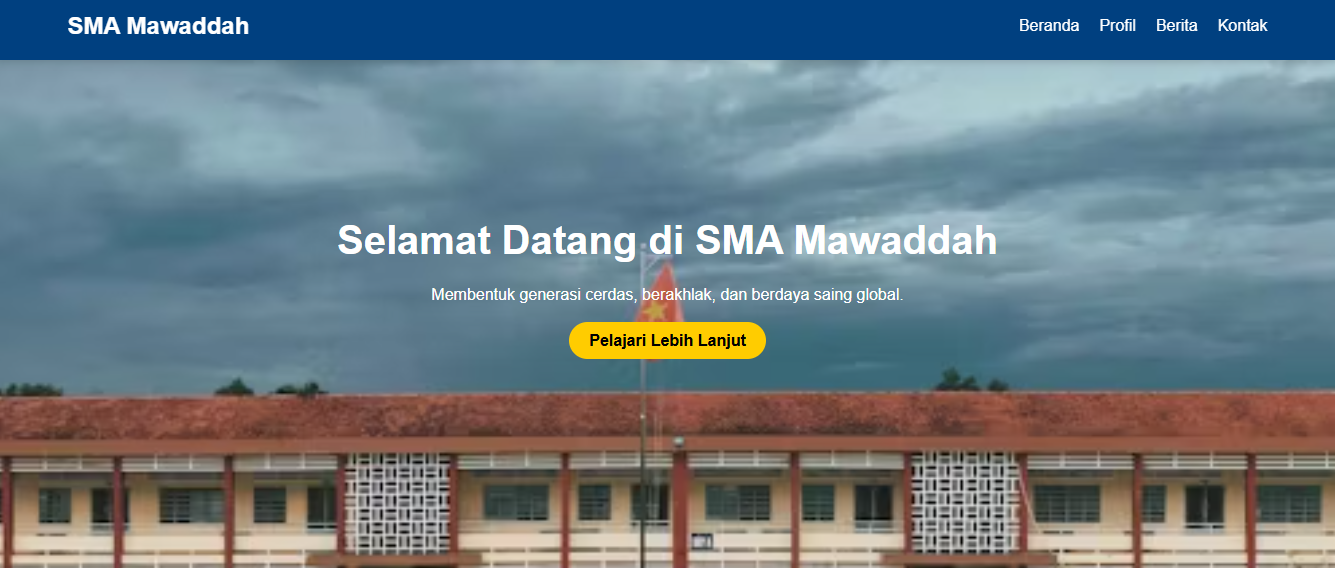 SMA Mawaddah
Beranda Profil Berita Kontak
Selamat Datang di SMA Mawaddah
Membentuk generasi cerdas, berakhlak, dan berdaya saing global.
Pelajari Lebih Lanjut